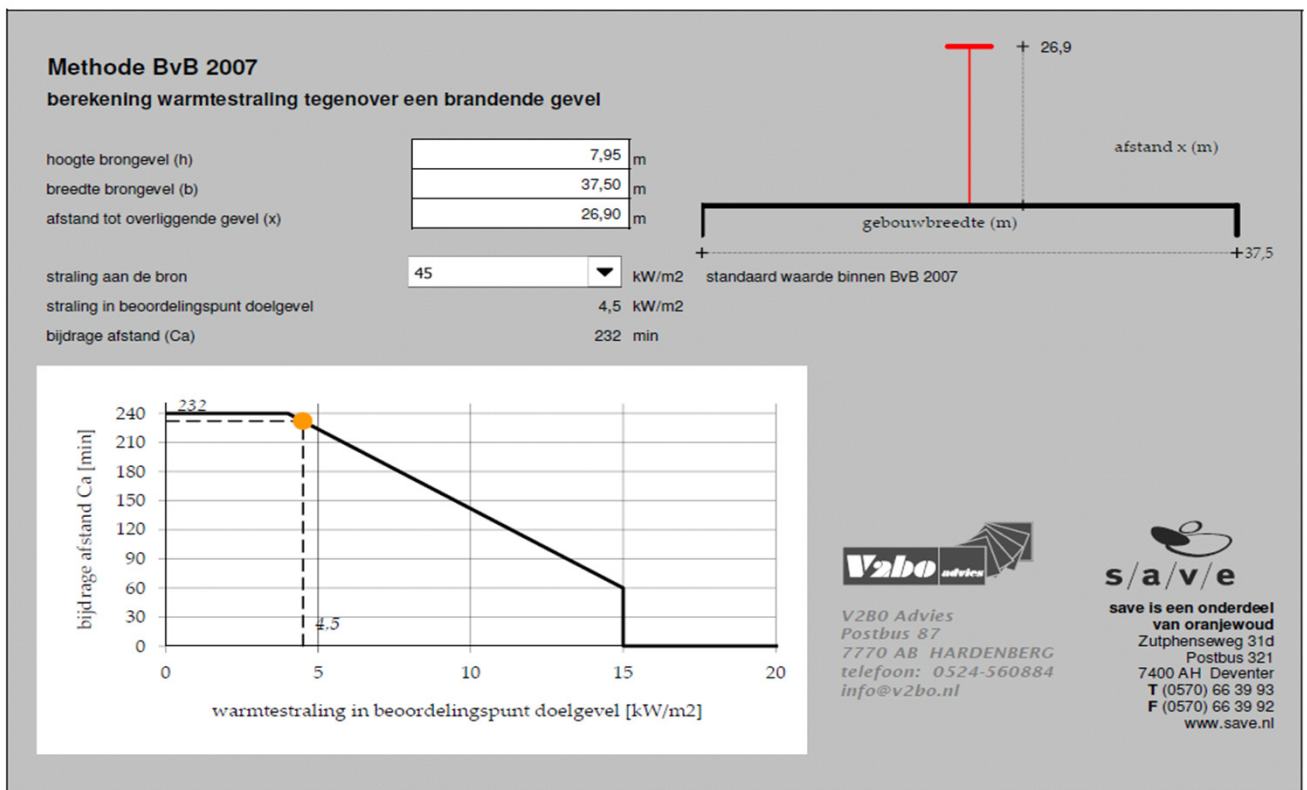 Methode BvB 2007
berekening warmtestraling tegenover een brandende gevel
hoogte brongevel (h) 7,95 m
breedte brongevel (b) 37,50 m
afstand tot overliggende gevel (x) 26,90 m
straling aan de bron 45 kW/m2 standaard waarde binnen BvB 2007
straling in beoordelingspunt doelgevel 4,5 kW/m2
bijdrage afstand (Ca) 232 min
26,9
afstand x (m)
gebouwbreedte (m)
37,5
bijdrage afstand Ca [min]
240
210
180
150
120
90
60
30
0
232
4,5
0 5 10 15 20
warmtestraling in beoordelingspunt doelgevel [kW/m2]
V2bo advies
V2B0 Advies
Postbus 87
7770 AB HARDENBERG
telefoon: 0524-560884
info@v2bo.nl
s/a/v/e
save is een onderdeel
van oranjewoud
Zutphenseweg 31d
Postbus 321
7400 AH Deventer
T (0570) 66 39 93
F (0570) 66 39 92
www.save.nl